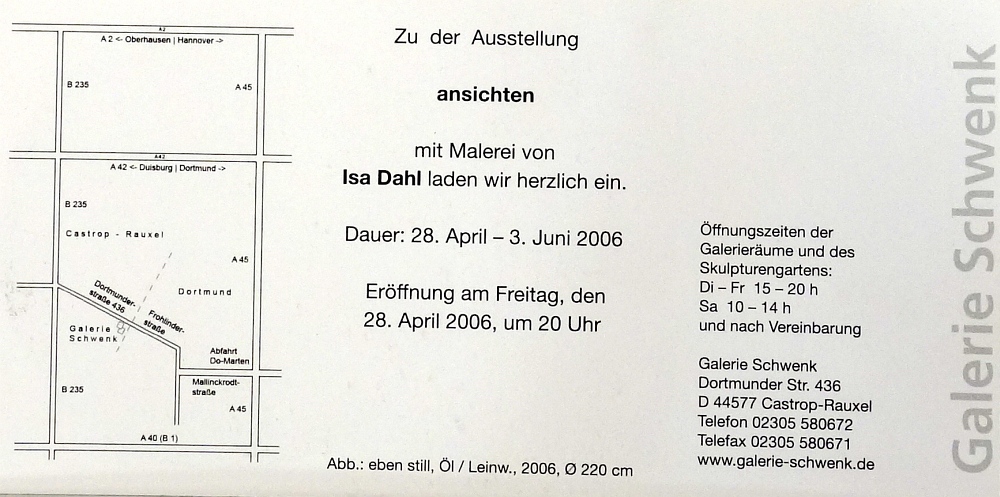 A2
A 2 <- Oberhausen | Hannover ->
B 235
A 45
A42
A 42 <- Duisburg | Dortmund ->
B 235
Castrop - Rauxel
A 45
Dortmund
Dortmunder-
straße 436
Frohlinder-
straße
Galerie
Schwenk
Abfahrt
Do-Marten
Mallinckrodt-
straße
B 235
A 45
A 40 (B 1)
Zu der Ausstellung
ansichten
mit Malerei von
Isa Dahl laden wir herzlich ein.
Dauer: 28. April – 3. Juni 2006
Eröffnung am Freitag, den
28. April 2006, um 20 Uhr
Abb.: eben still, Öl / Leinw., 2006, Ø 220 cm
Öffnungszeiten der
Galerieräume und des
Skulpturengartens:
Di – Fr 15 – 20 h
Sa 10 – 14 h
und nach Vereinbarung
Galerie Schwenk
Dortmunder Str. 436
D 44577 Castrop-Rauxel
Telefon 02305 580672
Telefax 02305 580671
www.galerie-schwenk.de
Galerie Schwenk